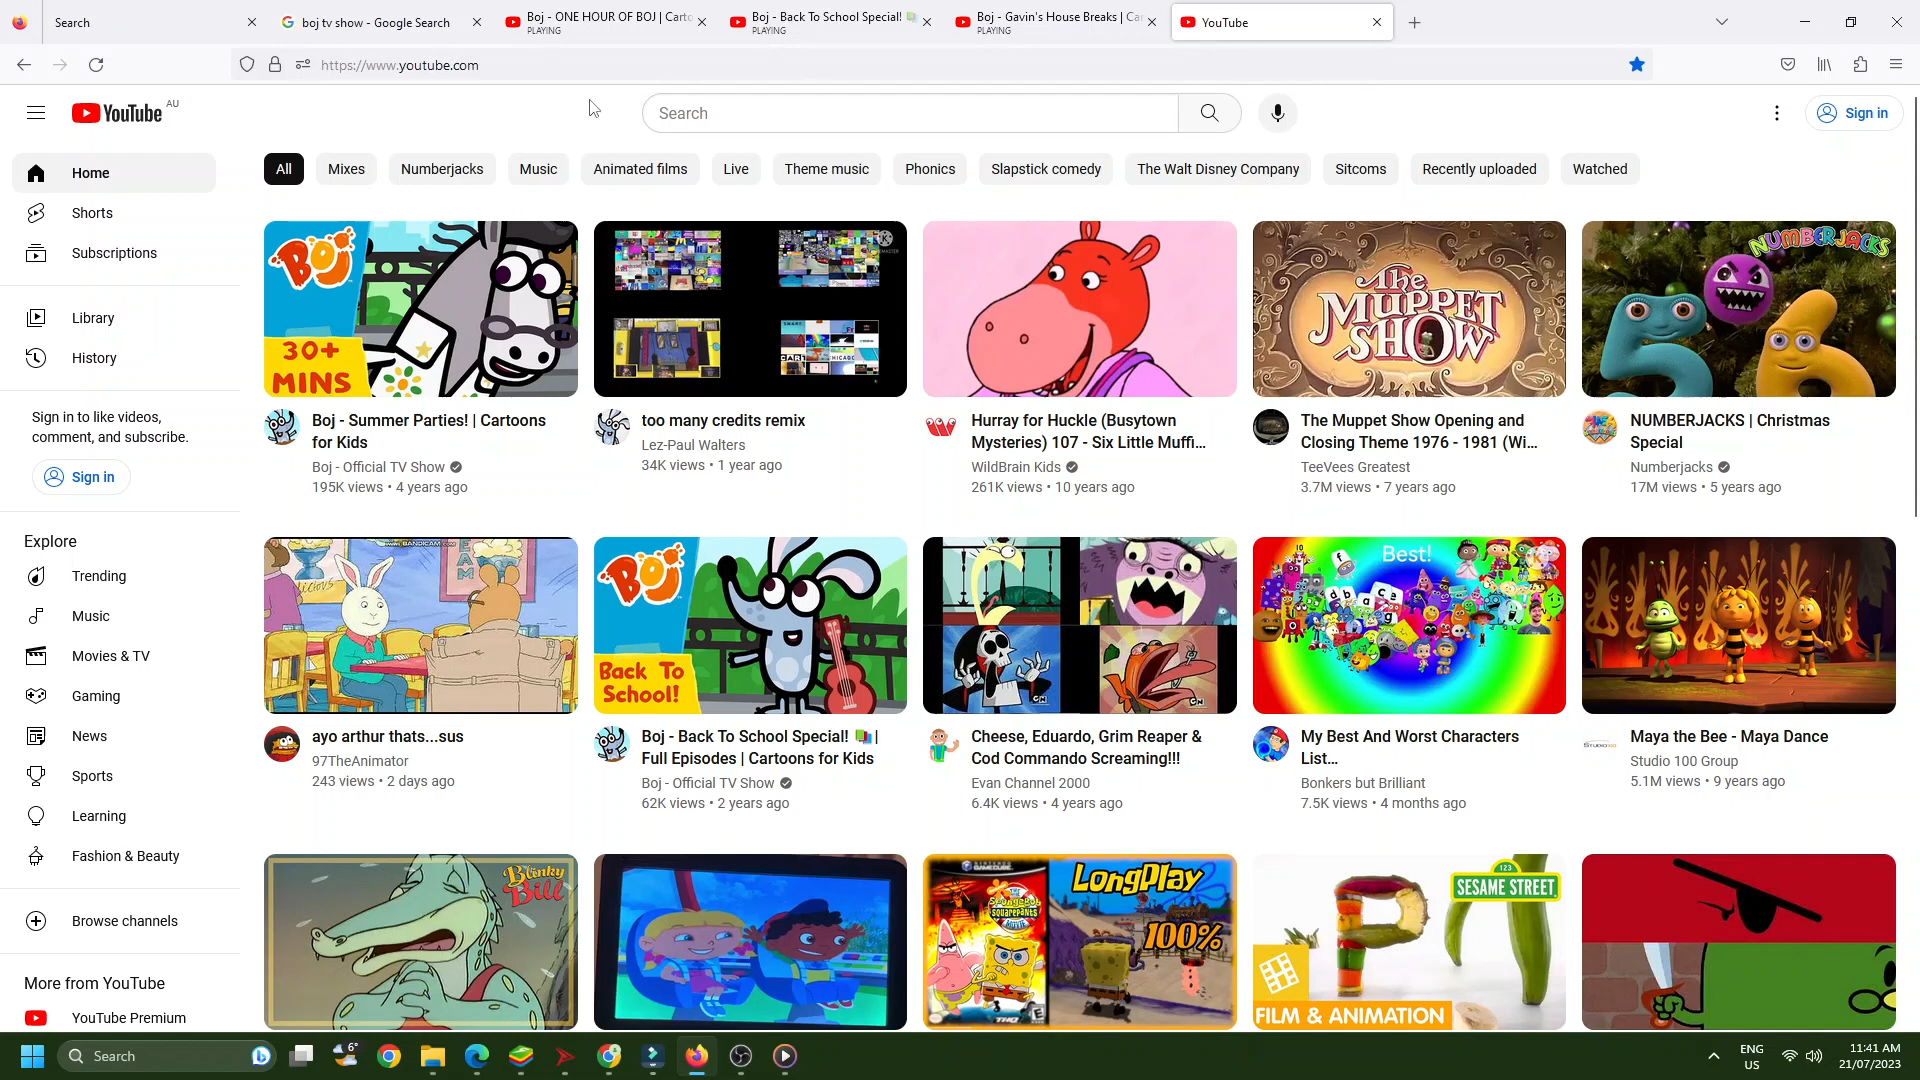 Search
boj tv show - Google Search
Boj - ONE HOUR OF BOJ | Carto
PLAYING
Boj - Back To School Special!
PLAYING
Boj - Gavin's House Breaks | Ca
PLAYING
YouTube
https://www.youtube.com
YouTube AU
Search
Sign in
All
Mixes
Numberjacks
Music
Animated films
Live
Theme music
Phonics
Slapstick comedy
The Walt Disney Company
Sitcoms
Recently uploaded
Watched
Home
Shorts
Subscriptions
Library
History
Sign in to like videos,
comment, and subscribe.
Sign in
Explore
Trending
Music
Movies & TV
Gaming
News
Sports
Learning
Fashion & Beauty
Browse channels
More from YouTube
YouTube Premium
BOJ
30+
MINS
Boj - Summer Parties! | Cartoons
for Kids
Boj - Official TV Show
195K views • 4 years ago
too many credits remix
Lez-Paul Walters
34K views • 1 year ago
Hurray for Huckle (Busytown
Mysteries) 107 - Six Little Muffi...
WildBrain Kids
261K views • 10 years ago
The
MUPPET
SHOW
The Muppet Show Opening and
Closing Theme 1976 - 1981 (Wi...
TeeVees Greatest
3.7M views • 7 years ago
NUMBERJACKS
NUMBERJACKS | Christmas
Special
Numberjacks
17M views • 5 years ago
ayo arthur thats...sus
97TheAnimator
243 views • 2 days ago
BOJ
Back To
School!
Boj - Back To School Special! |
Full Episodes | Cartoons for Kids
Boj - Official TV Show
62K views • 2 years ago
CN
CN
Cheese, Eduardo, Grim Reaper &
Cod Commando Screaming!!!
Evan Channel 2000
6.4K views • 4 years ago
Best!
My Best And Worst Characters
List...
Bonkers but Brilliant
7.5K views • 4 months ago
Maya the Bee - Maya Dance
Studio 100 Group
5.1M views • 9 years ago
Blinky
Bill
NINTENDO
GAMECUBE
SpongeBob
SquarePants
THQ
LongPlay
100%
123
SESAME STREET
P
FILM & ANIMATION
Search
6°
ENG
US
11:41 AM
21/07/2023